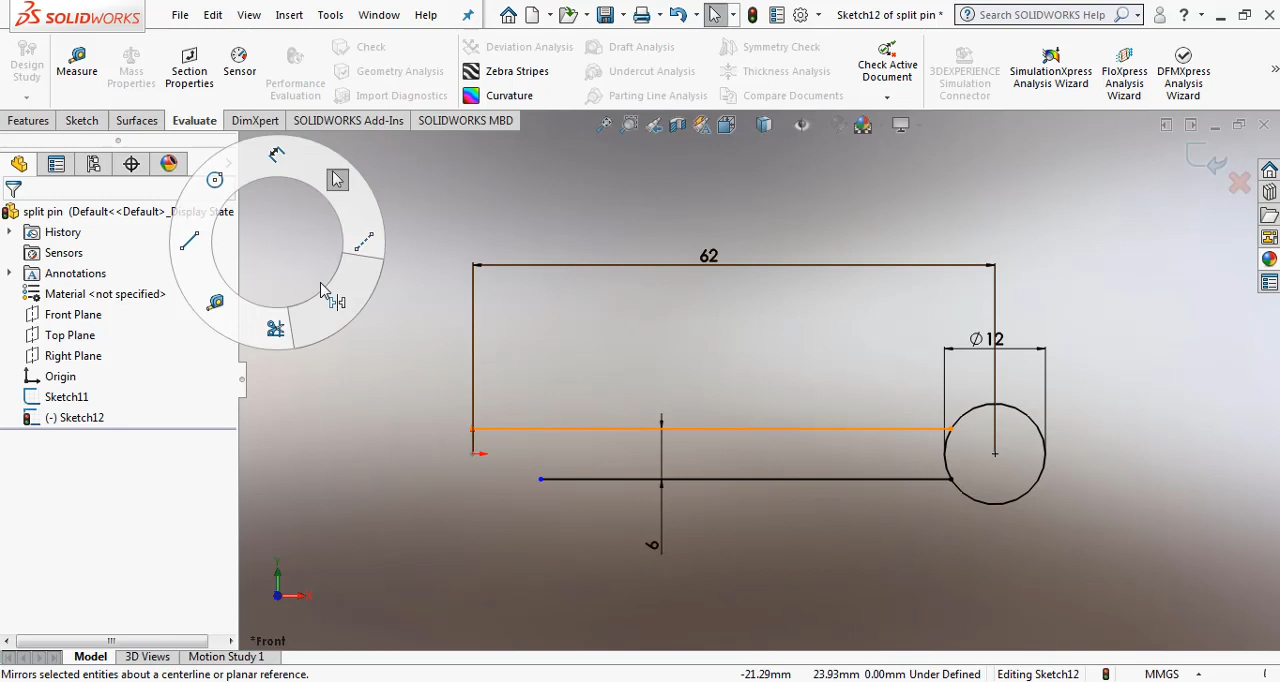 SOLIDWORKS File Edit View Insert Tools Window Help Sketch12 of split pin * Search SOLIDWORKS Help ?
Design Study
Measure
Mass Properties
Section Properties
Sensor
Performance Evaluation
Check
Geometry Analysis
Import Diagnostics
Deviation Analysis
Zebra Stripes
Curvature
Draft Analysis
Undercut Analysis
Parting Line Analysis
Symmetry Check
Thickness Analysis
Compare Documents
Check Active Document
3DEXPERIENCE Simulation Connector
SimulationXpress Analysis Wizard
FloXpress Analysis Wizard
DFMXpress Analysis Wizard
Features Sketch Surfaces Evaluate DimXpert SOLIDWORKS Add-Ins SOLIDWORKS MBD
split pin (Default<<Default>_Display State
History
Sensors
Annotations
Material <not specified>
Front Plane
Top Plane
Right Plane
Origin
Sketch11
(-) Sketch12
62
∅12
6
Y
X
*Front
Model 3D Views Motion Study 1
Mirrors selected entities about a centerline or planar reference. -21.29mm 23.93mm 0.00mm Under Defined Editing Sketch12 MMGS